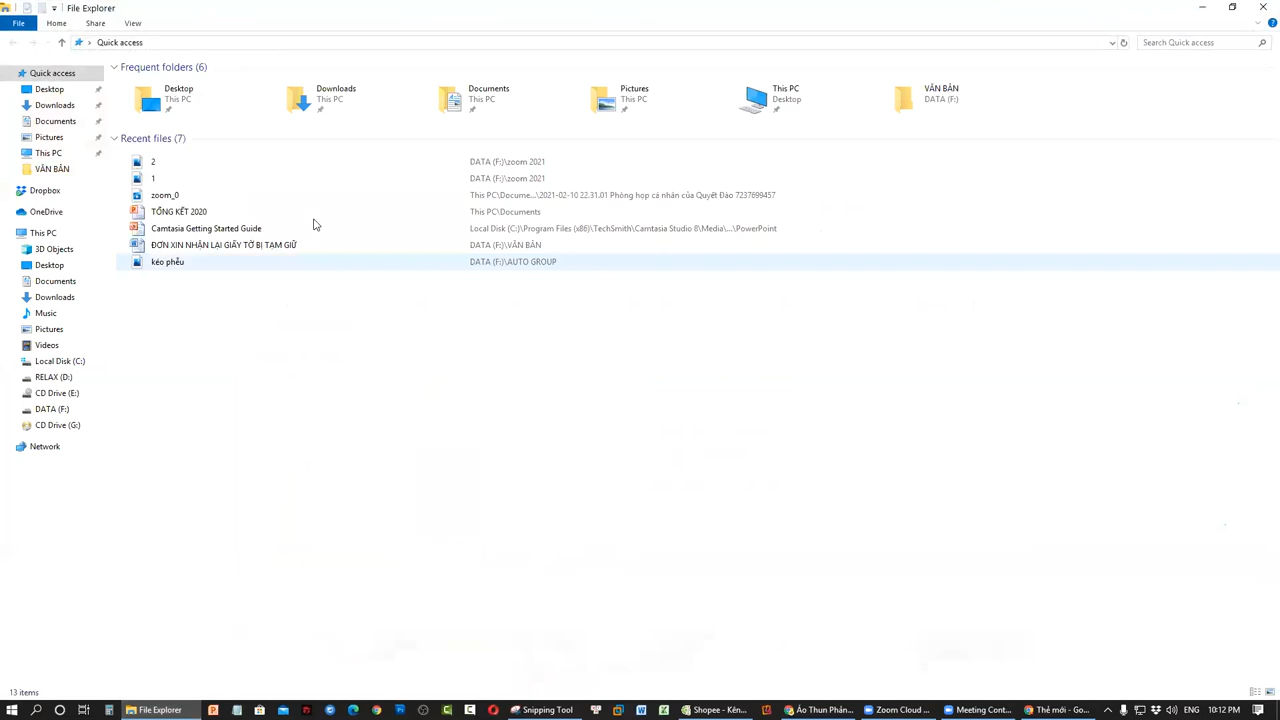 File Explorer
File Home Share View
Quick access Search Quick access
Quick access
Desktop
Downloads
Documents
Pictures
This PC
VĂN BẢN
Dropbox
OneDrive
This PC
3D Objects
Desktop
Documents
Downloads
Music
Pictures
Videos
Local Disk (C:)
RELAX (D:)
CD Drive (E:)
DATA (F:)
CD Drive (G:)
Network
Frequent folders (6)
Desktop
This PC
Downloads
This PC
Documents
This PC
Pictures
This PC
This PC
Desktop
VĂN BẢN
DATA (F:)
Recent files (7)
2 DATA (F:)\zoom 2021
1 DATA (F:)\zoom 2021
zoom_0 This PC\Docume...\2021-02-10 22.31.01 Phòng họp cá nhân của Quyết Đào 7237699457
TỔNG KẾT 2020 This PC\Documents
Camtasia Getting Started Guide Local Disk (C:)\Program Files (x86)\TechSmith\Camtasia Studio 8\Media\...\PowerPoint
ĐƠN XIN NHẬN LẠI GIẤY TỜ BỊ TẠM GIỮ DATA (F:)\VĂN BẢN
kéo phễu DATA (F:)\AUTO GROUP
13 items
File Explorer Snipping Tool Shopee - Kên... Áo Thun Phản... Zoom Cloud ... Meeting Cont... Thẻ mới - Go... 10:12 PM